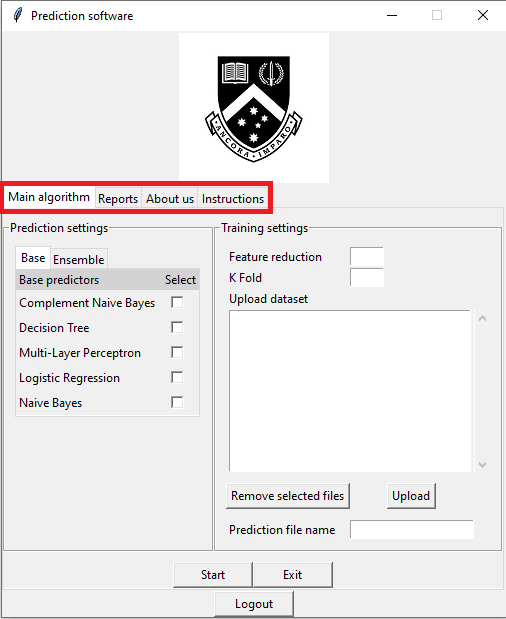 Prediction software
ANCORA IMPARO
Main algorithm Reports About us Instructions
Prediction settings
Base Ensemble
Base predictors Select
Complement Naive Bayes
Decision Tree
Multi-Layer Perceptron
Logistic Regression
Naive Bayes
Training settings
Feature reduction
K Fold
Upload dataset
Remove selected files Upload
Prediction file name
Start Exit
Logout